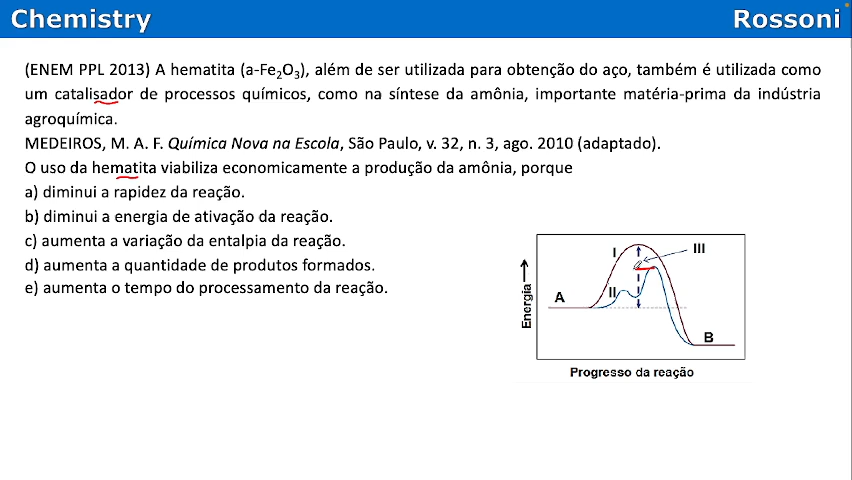 Chemistry Rossoni
(ENEM PPL 2013) A hematita (a-Fe₂O₃), além de ser utilizada para obtenção do aço, também é utilizada como
um catalisador de processos químicos, como na síntese da amônia, importante matéria-prima da indústria
agroquímica.
MEDEIROS, M. A. F. Química Nova na Escola, São Paulo, v. 32, n. 3, ago. 2010 (adaptado).
O uso da hematita viabiliza economicamente a produção da amônia, porque
a) diminui a rapidez da reação.
b) diminui a energia de ativação da reação.
c) aumenta a variação da entalpia da reação.
d) aumenta a quantidade de produtos formados.
e) aumenta o tempo do processamento da reação.
I
III
II
A
Energia
B
Progresso da reação